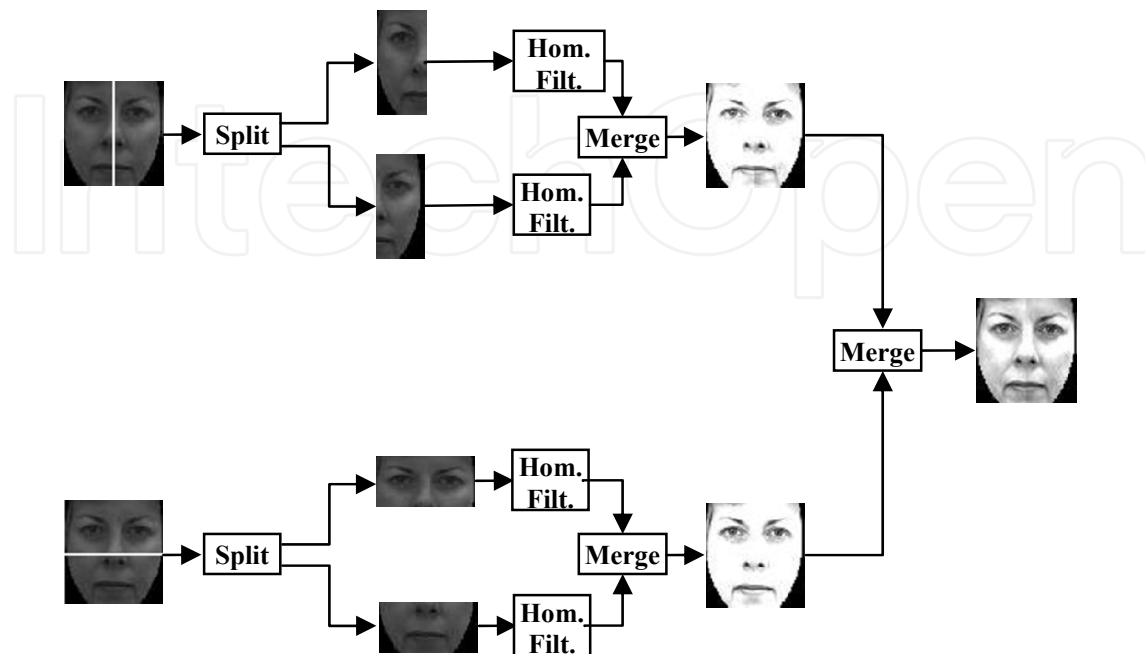 Hom.
Filt.
Split
Merge
Hom.
Filt.
IntechOpen
Merge
Hom.
Filt.
Split
Merge
Hom.
Filt.